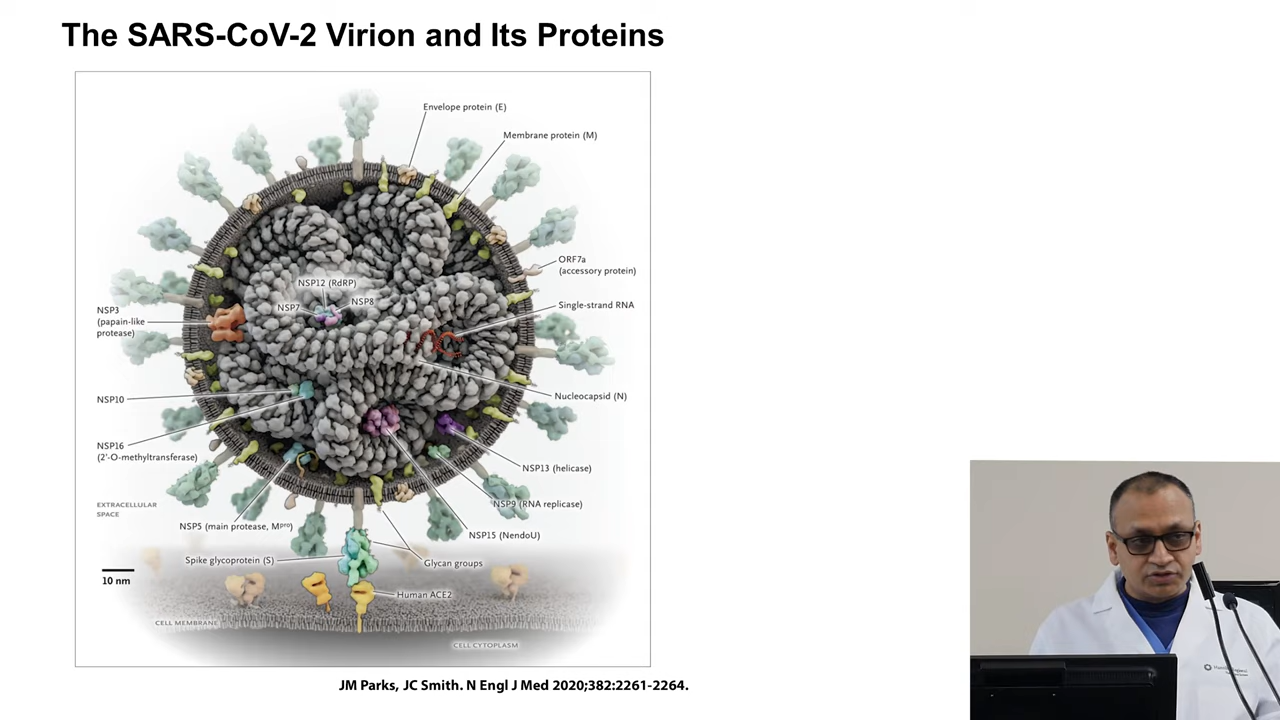 The SARS-CoV-2 Virion and Its Proteins
Envelope protein (E)
Membrane protein (M)
ORF7a
(accessory protein)
NSP12 (RdRP)
NSP7
NSP8
Single-strand RNA
NSP3
(papain-like
protease)
NSP10
Nucleocapsid (N)
NSP16
(2'-O-methyltransferase)
NSP13 (helicase)
EXTRACELLULAR
SPACE
NSP9 (RNA replicase)
NSP5 (main protease, Mpro)
NSP15 (NendoU)
Spike glycoprotein (S)
Glycan groups
10 nm
Human ACE2
CELL MEMBRANE
CELL CYTOPLASM
JM Parks, JC Smith. N Engl J Med 2020;382:2261-2264.